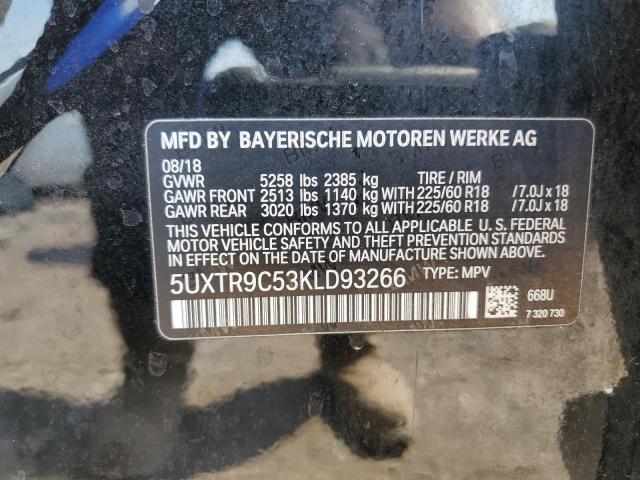 MFD BY BAYERISCHE MOTOREN WERKE AG
08/18
GVWR 5258 lbs 2385 kg TIRE / RIM
GAWR FRONT 2513 lbs 1140 kg WITH 225/60 R18 /7.0J x 18
GAWR REAR 3020 lbs 1370 kg WITH 225/60 R18 /7.0J x 18
THIS VEHICLE CONFORMS TO ALL APPLICABLE U. S. FEDERAL
MOTOR VEHICLE SAFETY, BUMPER, AND THEFT PREVENTION
STANDARDS IN EFFECT ON THE DATE OF MANUFACTURE SHOWN ABOVE.
5UXTR9C53KLD93266 TYPE: MPV
668U
7 320 730